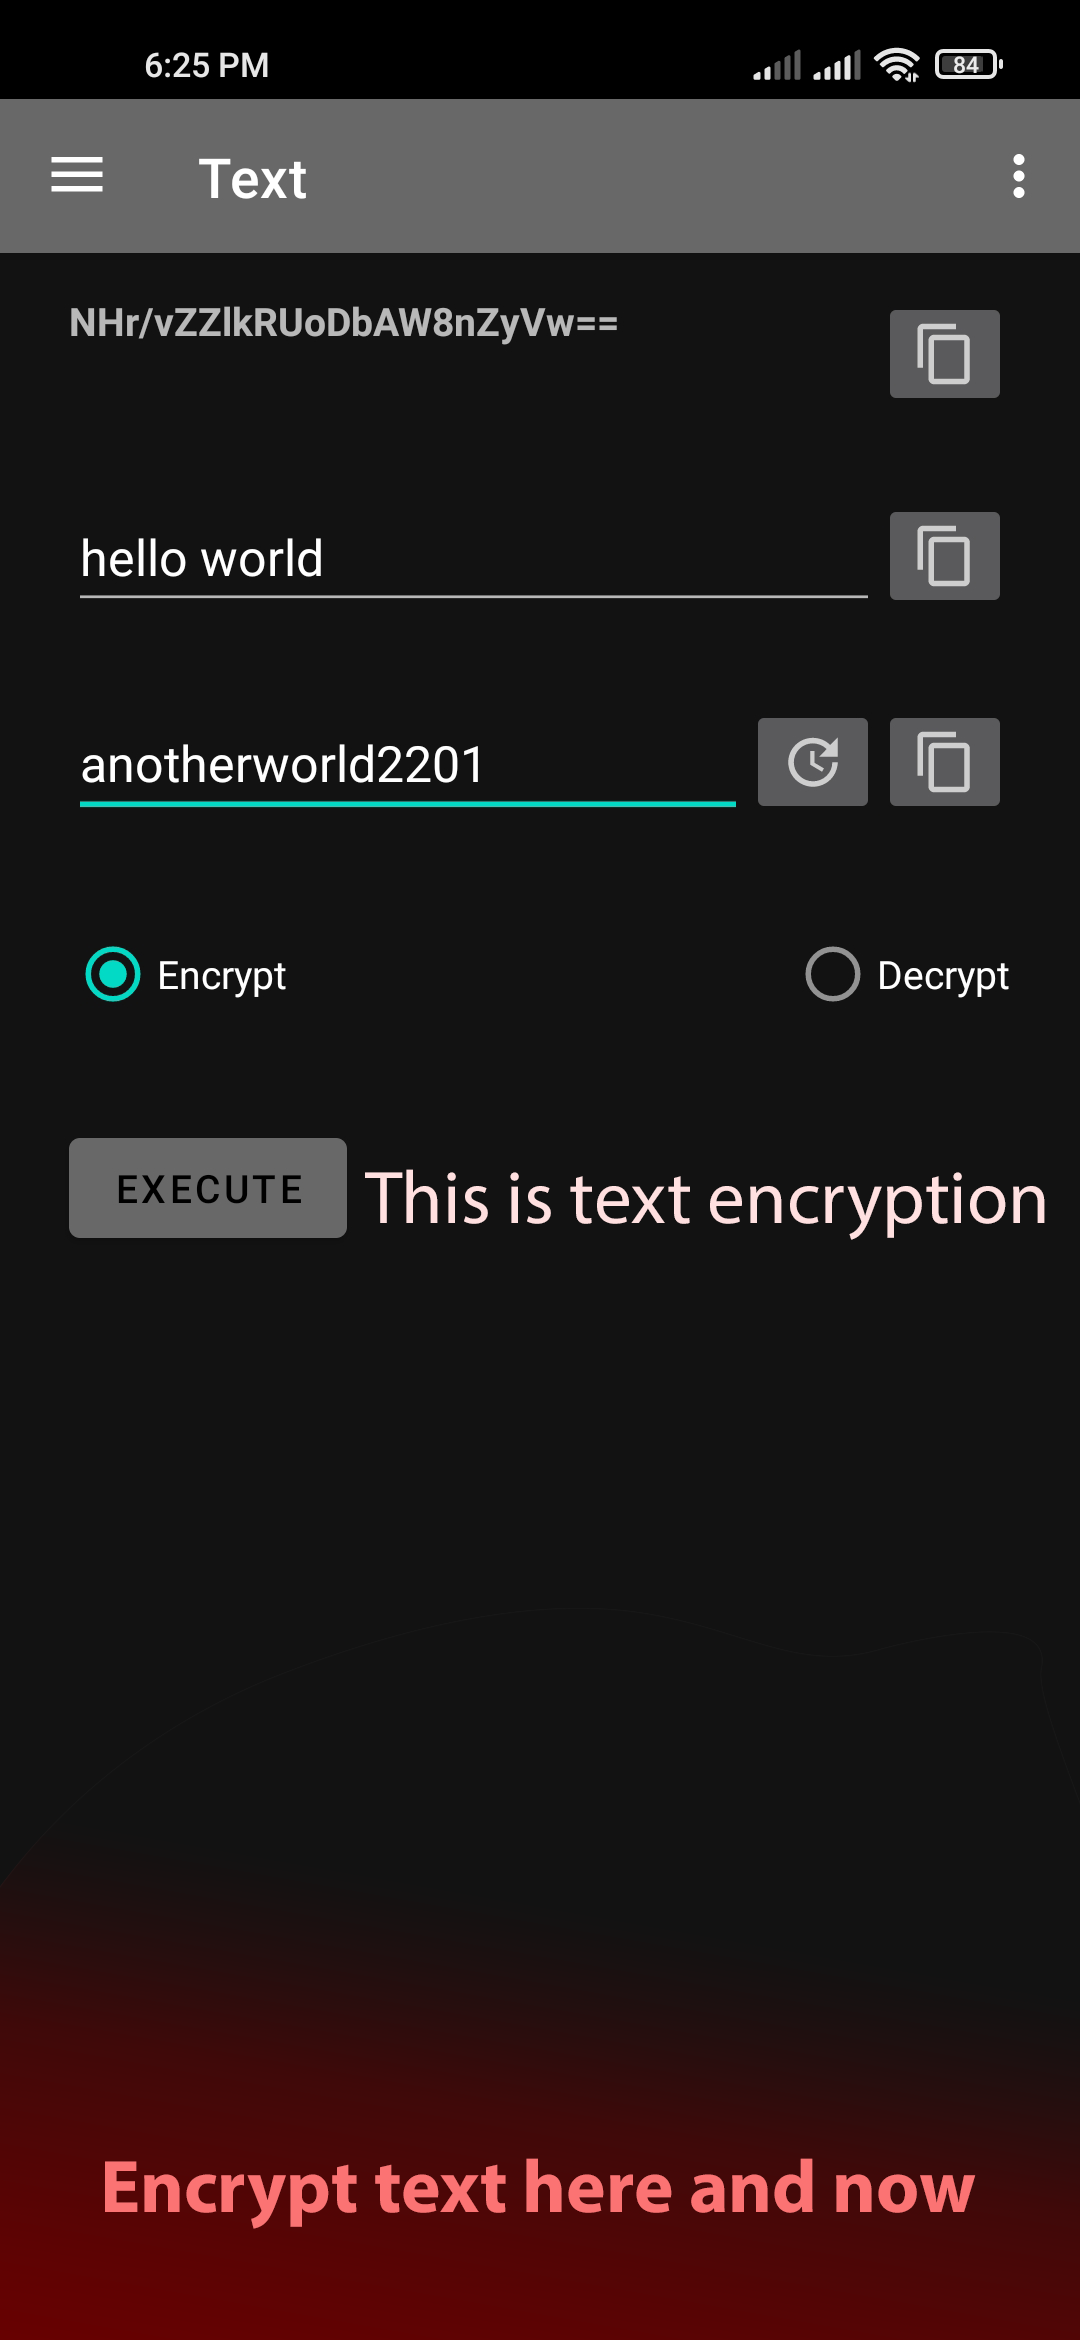 6:25 PM
84
Text
NHr/vZZlkRUoDbAW8nZyVw==
hello world
anotherworld2201
Encrypt
Decrypt
EXECUTE
This is text encryption
Encrypt text here and now